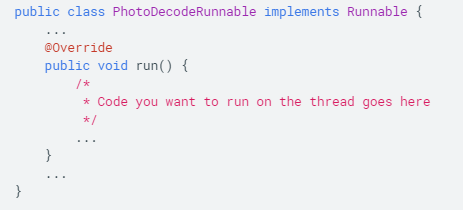 public class PhotoDecodeRunnable implements Runnable {
    ...
    @Override
    public void run() {
        /*
         * Code you want to run on the thread goes here
         */
        ...
    }
    ...
}